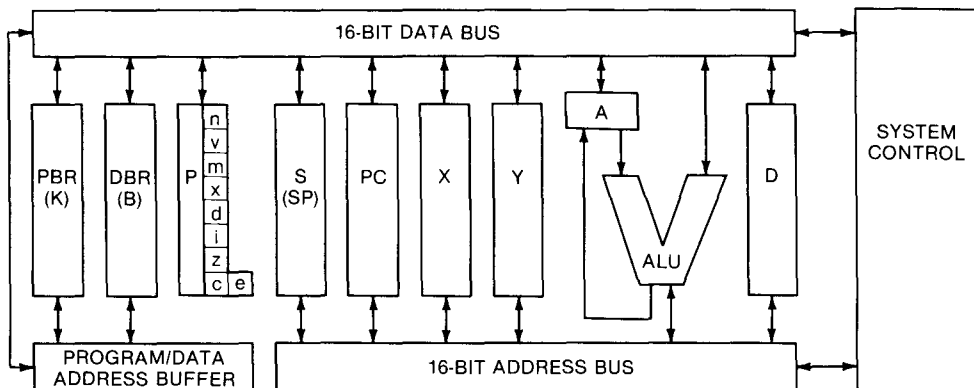 16-BIT DATA BUS
PBR
(K)
DBR
(B)
P
n
v
m
x
d
i
z
c
e
S
(SP)
PC
X
Y
A
ALU
D
SYSTEM
CONTROL
PROGRAM/DATA
ADDRESS BUFFER
16-BIT ADDRESS BUS